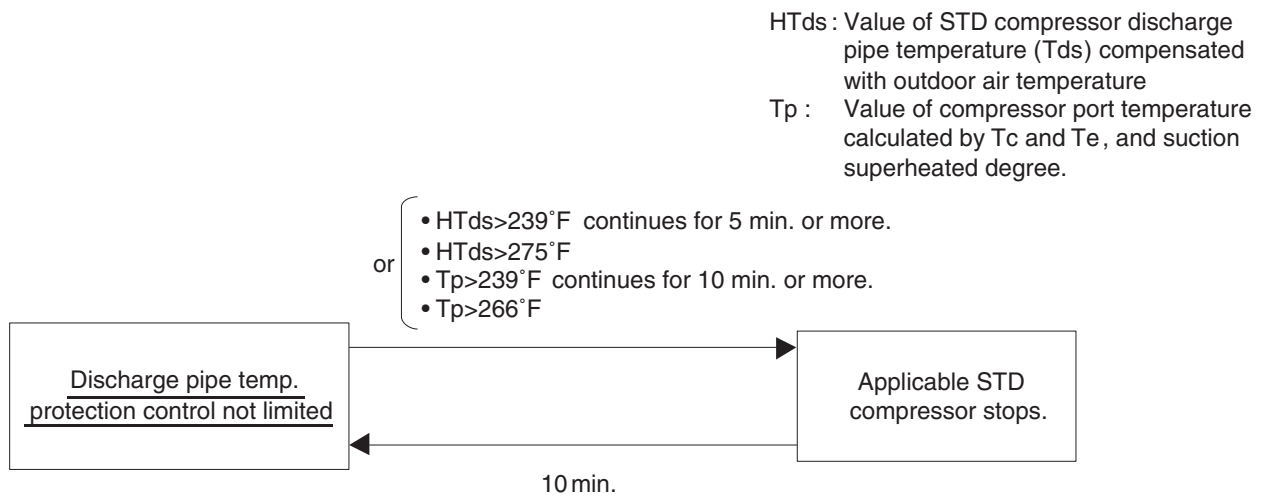 HTds : Value of STD compressor discharge
pipe temperature (Tds) compensated
with outdoor air temperature
Tp : Value of compressor port temperature
calculated by Tc and Te, and suction
superheated degree.
or
• HTds>239˚F continues for 5 min. or more.
• HTds>275˚F
• Tp>239˚F continues for 10 min. or more.
• Tp>266˚F
Discharge pipe temp.
protection control not limited
Applicable STD
compressor stops.
10 min.